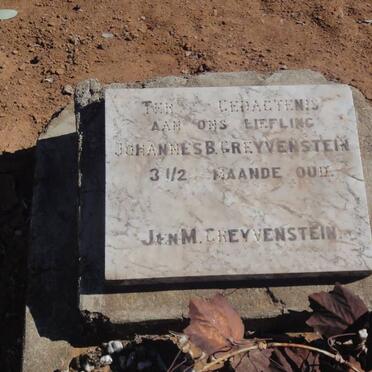 TER GEDAGTENIS
AAN ONS LIEFLING
JOHANNES B. GREYVENSTEIN
3 1/2 MAANDE OUD.
J EN M. GREYVENSTEIN